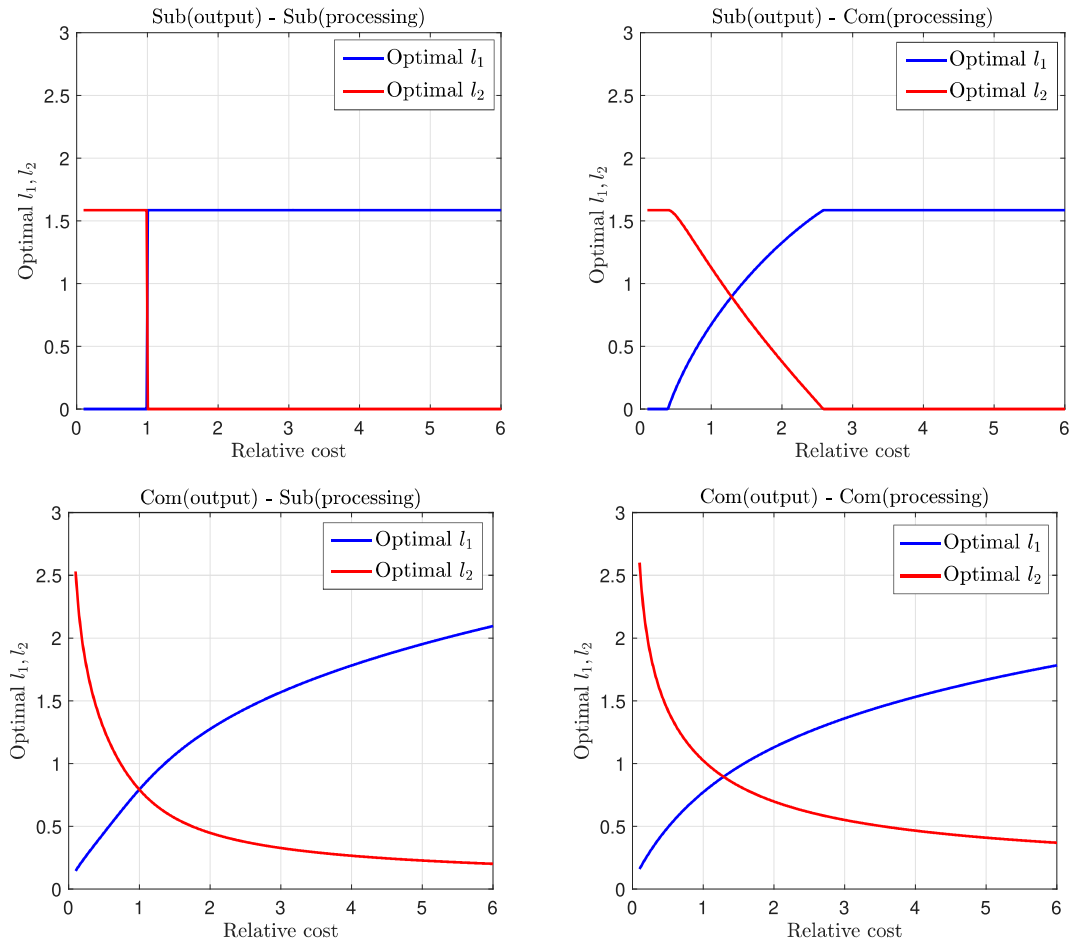 Sub(output) - Sub(processing)
3
2.5
2
1.5
1
0.5
0
Optimal l₁, l₂
Optimal l₁
Optimal l₂
0 1 2 3 4 5 6
Relative cost
Sub(output) - Com(processing)
3
2.5
2
1.5
1
0.5
0
Optimal l₁, l₂
Optimal l₁
Optimal l₂
0 1 2 3 4 5 6
Relative cost
Com(output) - Sub(processing)
3
2.5
2
1.5
1
0.5
0
Optimal l₁, l₂
Optimal l₁
Optimal l₂
0 1 2 3 4 5 6
Relative cost
Com(output) - Com(processing)
3
2.5
2
1.5
1
0.5
0
Optimal l₁, l₂
Optimal l₁
Optimal l₂
0 1 2 3 4 5 6
Relative cost